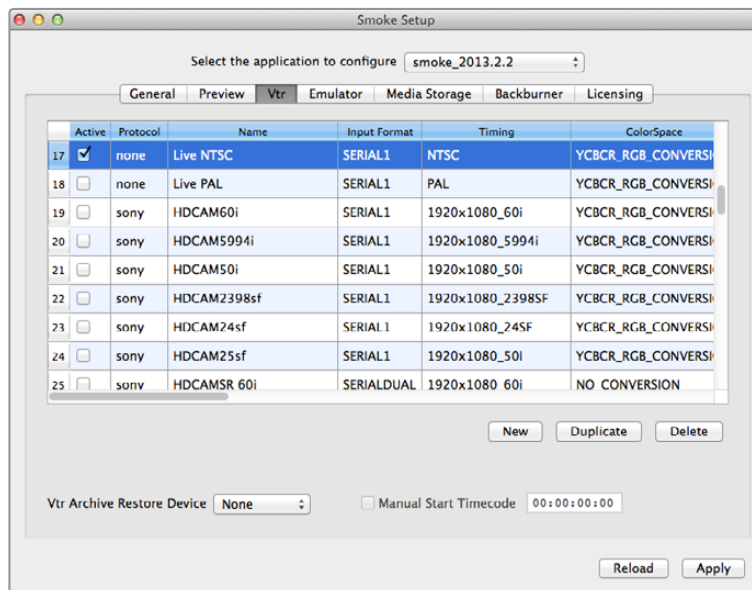 Smoke Setup
Select the application to configure smoke_2013.2.2
General Preview Vtr Emulator Media Storage Backburner Licensing
Active Protocol Name Input Format Timing ColorSpace
17 none Live NTSC SERIAL1 NTSC YCBCR_RGB_CONVERSI
18 none Live PAL SERIAL1 PAL YCBCR_RGB_CONVERSI
19 sony HDCAM60i SERIAL1 1920x1080_60i YCBCR_RGB_CONVERSI
20 sony HDCAM5994i SERIAL1 1920x1080_5994i YCBCR_RGB_CONVERSI
21 sony HDCAM50i SERIAL1 1920x1080_50i YCBCR_RGB_CONVERSI
22 sony HDCAM2398sf SERIAL1 1920x1080_2398SF YCBCR_RGB_CONVERSI
23 sony HDCAM24sf SERIAL1 1920x1080_24SF YCBCR_RGB_CONVERSI
24 sony HDCAM25sf SERIAL1 1920x1080_50i YCBCR_RGB_CONVERSI
25 sony HDCAMSR 60i SERIALDUAL 1920x1080 60i NO CONVERSION
New Duplicate Delete
Vtr Archive Restore Device None Manual Start Timecode 00:00:00:00
Reload Apply